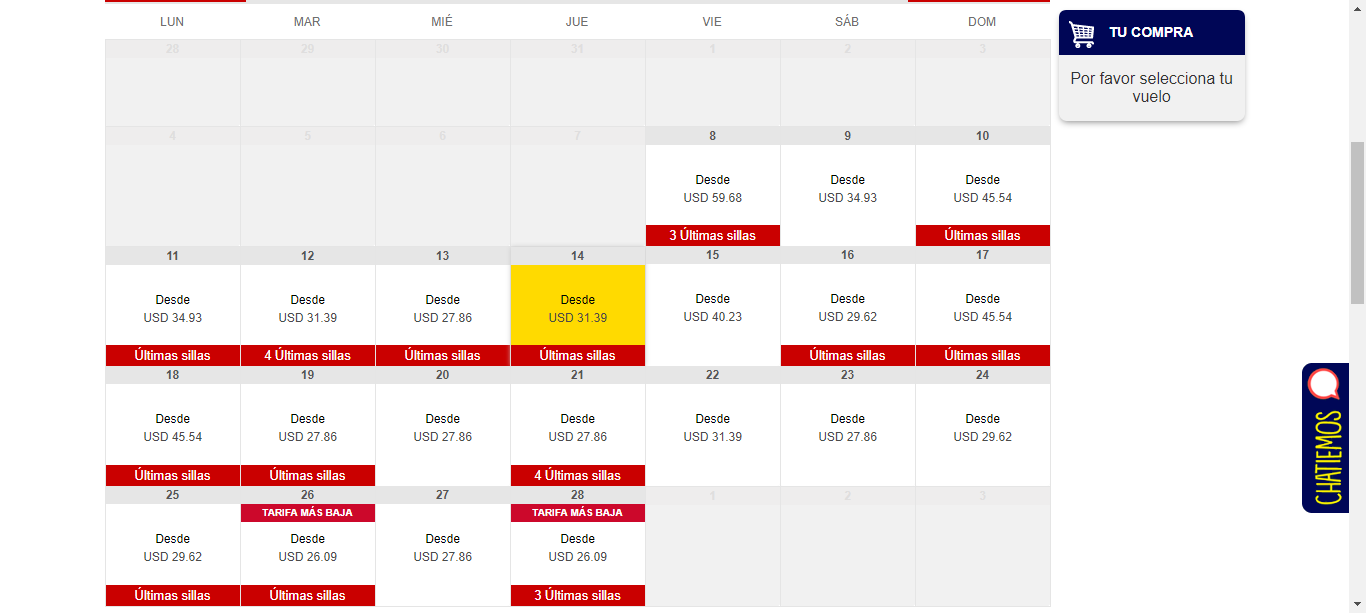 LUN MAR MIÉ JUE VIE SÁB DOM
TU COMPRA
Por favor selecciona tu
vuelo
28 29 30 31 1 2 3
4 5 6 7 8 9 10
Desde Desde Desde
USD 59.68 USD 34.93 USD 45.54
3 Últimas sillas Últimas sillas
11 12 13 14 15 16 17
Desde Desde Desde Desde Desde Desde Desde
USD 34.93 USD 31.39 USD 27.86 USD 31.39 USD 40.23 USD 29.62 USD 45.54
Últimas sillas 4 Últimas sillas Últimas sillas Últimas sillas Últimas sillas Últimas sillas
18 19 20 21 22 23 24
Desde Desde Desde Desde Desde Desde Desde
USD 45.54 USD 27.86 USD 27.86 USD 27.86 USD 31.39 USD 27.86 USD 29.62
Últimas sillas Últimas sillas 4 Últimas sillas
25 26 27 28 1 2 3
TARIFA MÁS BAJA TARIFA MÁS BAJA
Desde Desde Desde Desde
USD 29.62 USD 26.09 USD 27.86 USD 26.09
Últimas sillas Últimas sillas 3 Últimas sillas
CHATIEMOS